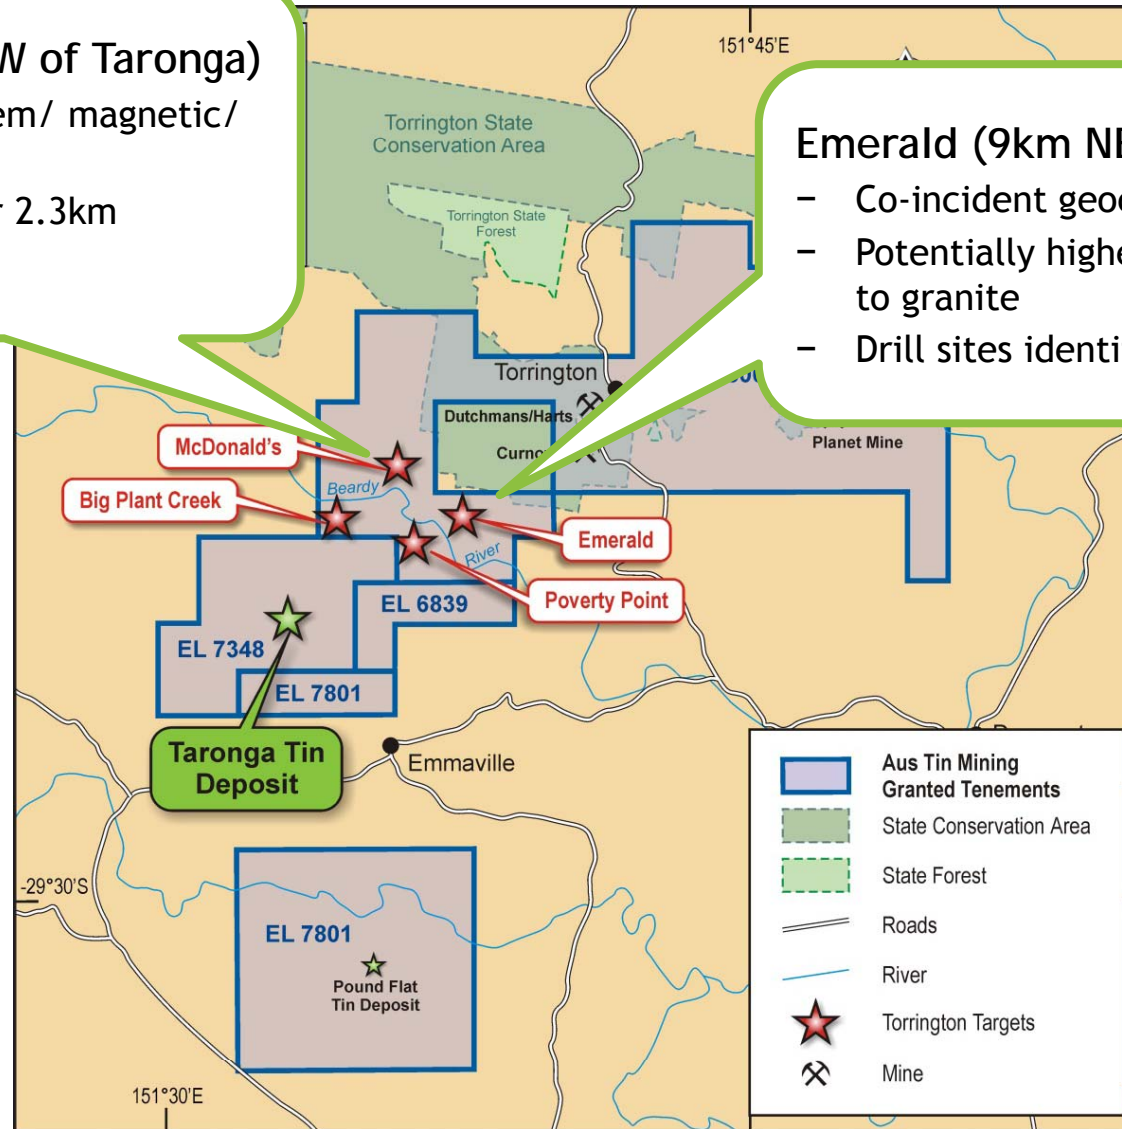 W of Taronga)
em/ magnetic/
2.3km
151°45'E
Emerald (9km NE
– Co-incident geo
– Potentially highe
to granite
– Drill sites identi
Torrington State
Conservation Area
Torrington State
Forest
Torrington
Dutchmans/Harts
Curno
Planet Mine
McDonald's
Beardy
Big Plant Creek
Emerald
River
Poverty Point
EL 6839
EL 7348
EL 7801
Taronga Tin
Deposit
Emmaville
-29°30'S
EL 7801
Pound Flat
Tin Deposit
151°30'E
Aus Tin Mining
Granted Tenements
State Conservation Area
State Forest
Roads
River
Torrington Targets
Mine